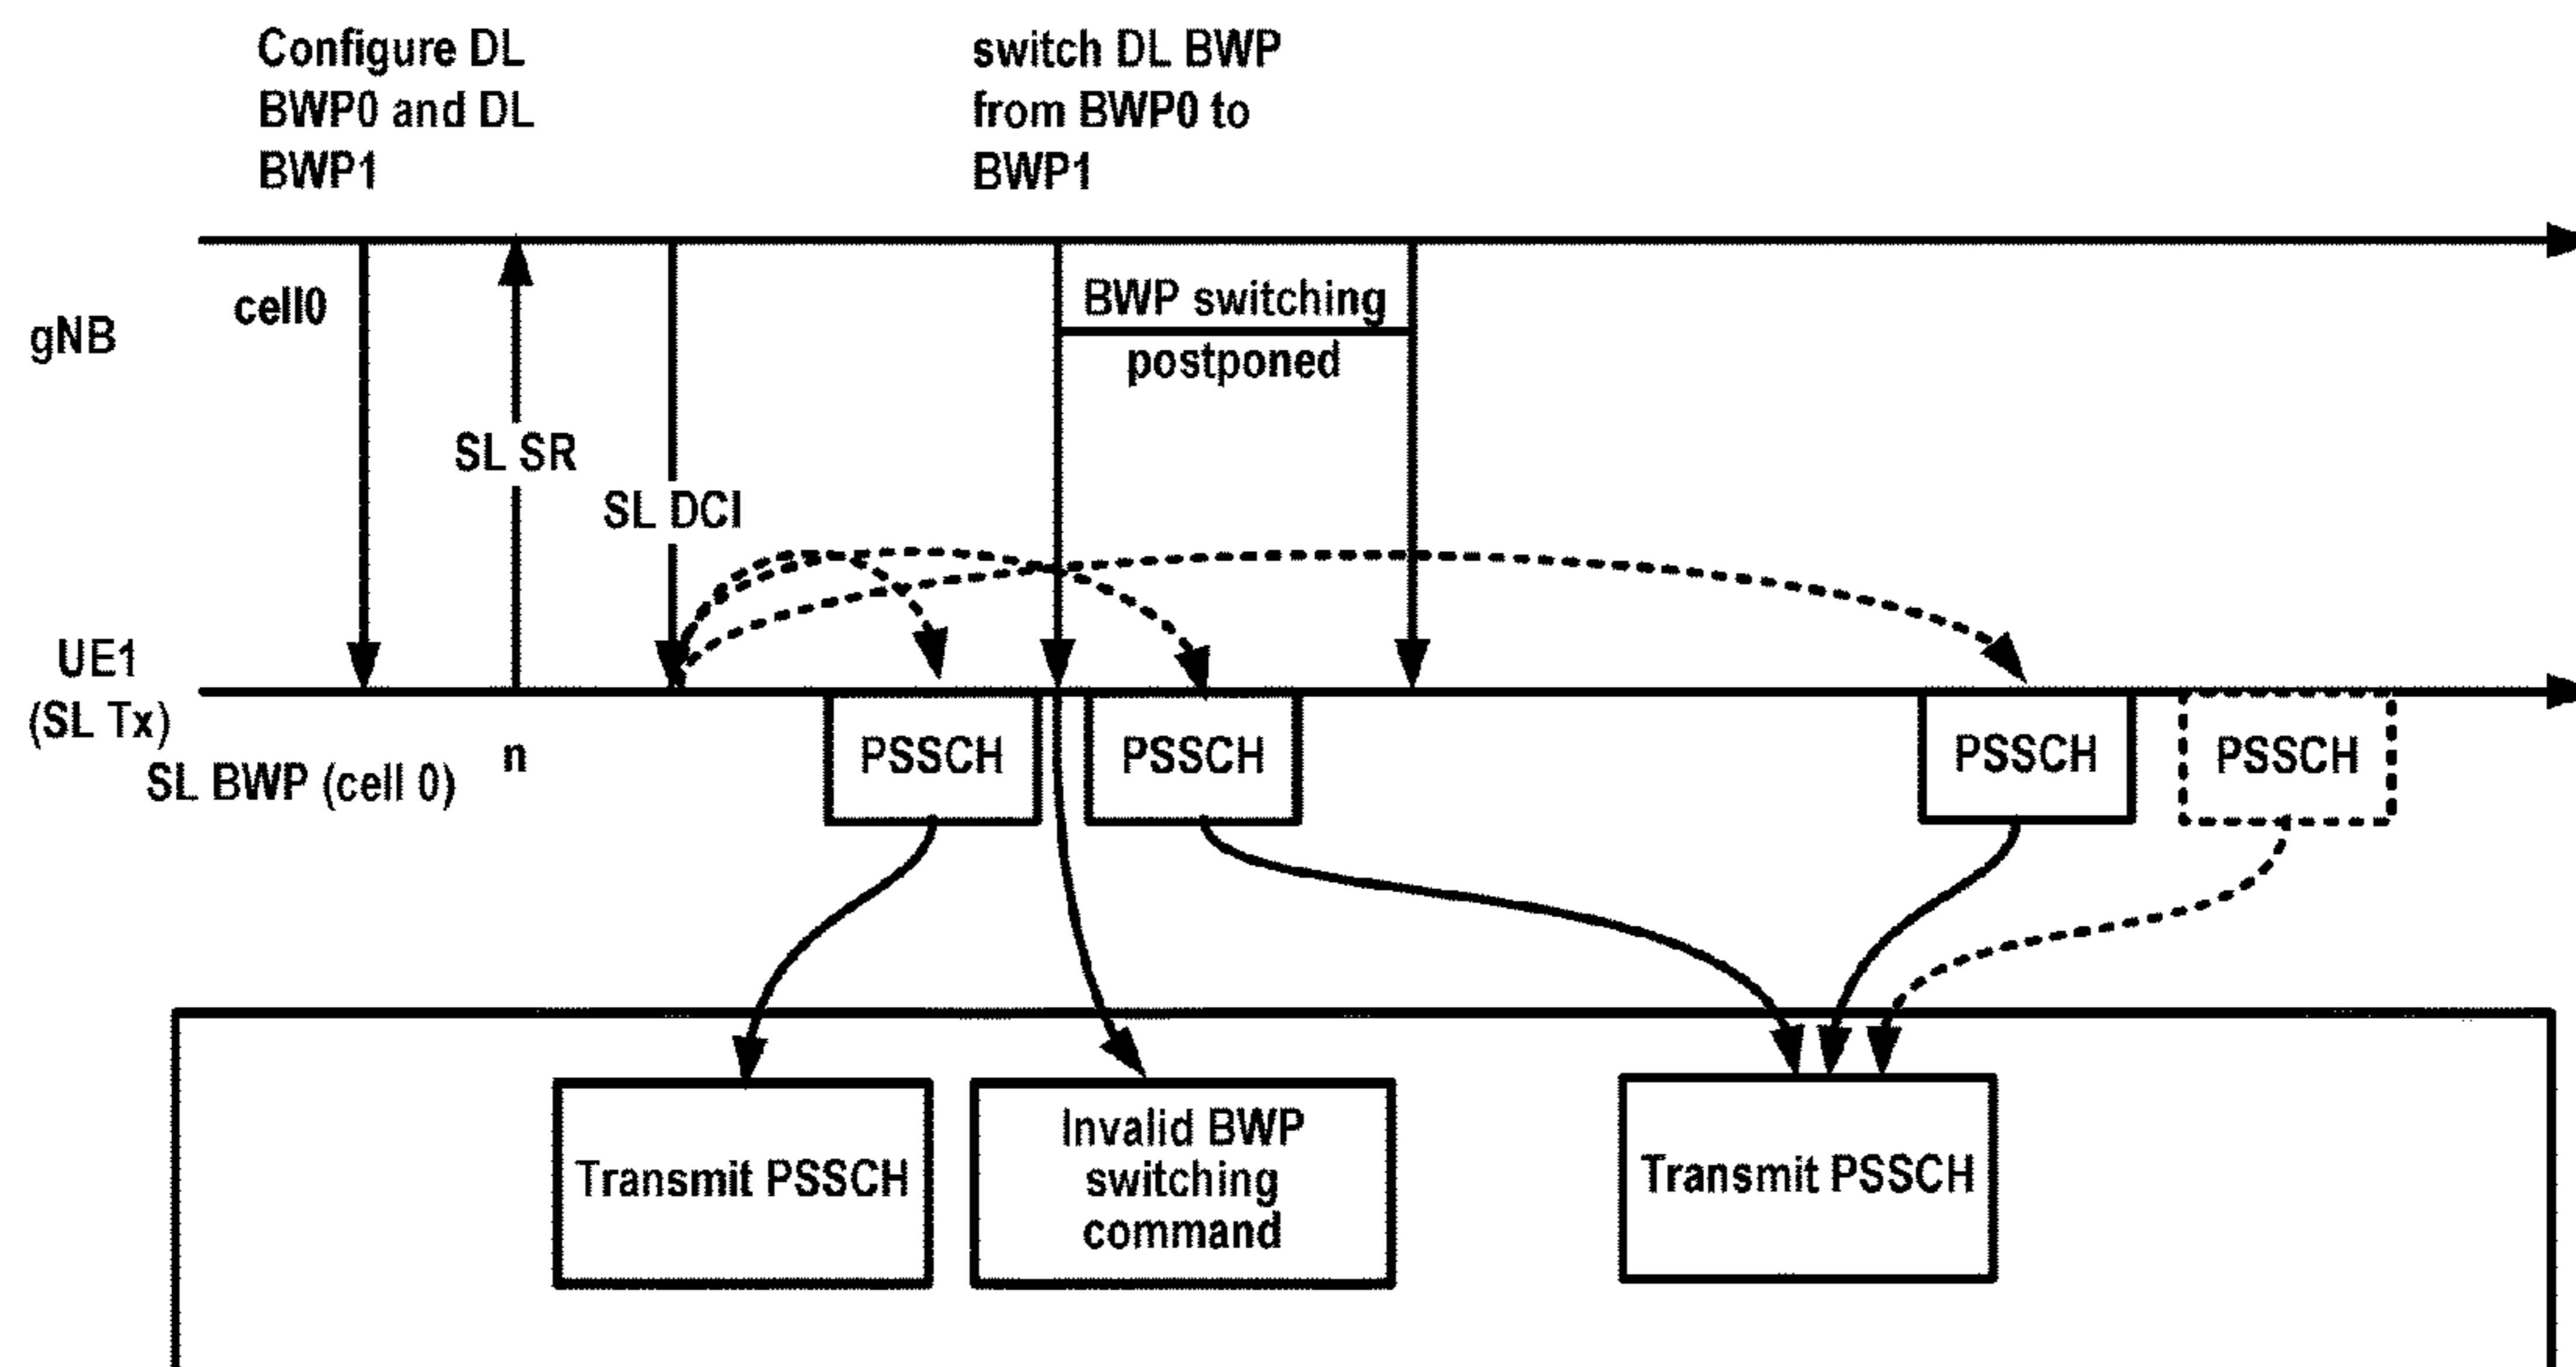 Configure DL
BWP0 and DL
BWP1
switch DL BWP
from BWP0 to
BWP1
cell0
gNB
BWP switching
postponed
SL SR
SL DCI
UE1
(SL Tx)
SL BWP (cell 0)
n
PSSCH
PSSCH
PSSCH
PSSCH
Transmit PSSCH
Invalid BWP
switching
command
Transmit PSSCH